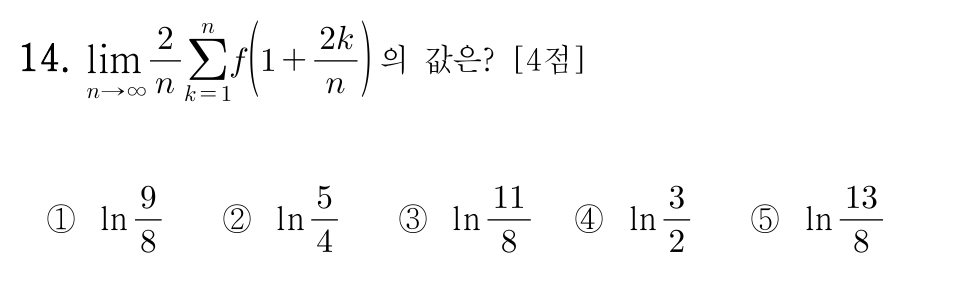 14. lim n→∞ 2/n ∑ k=1 n f(1+2k/n) 의 값은? [4점]
① ln 9/8 ② ln 5/4 ③ ln 11/8 ④ ln 3/2 ⑤ ln 13/8